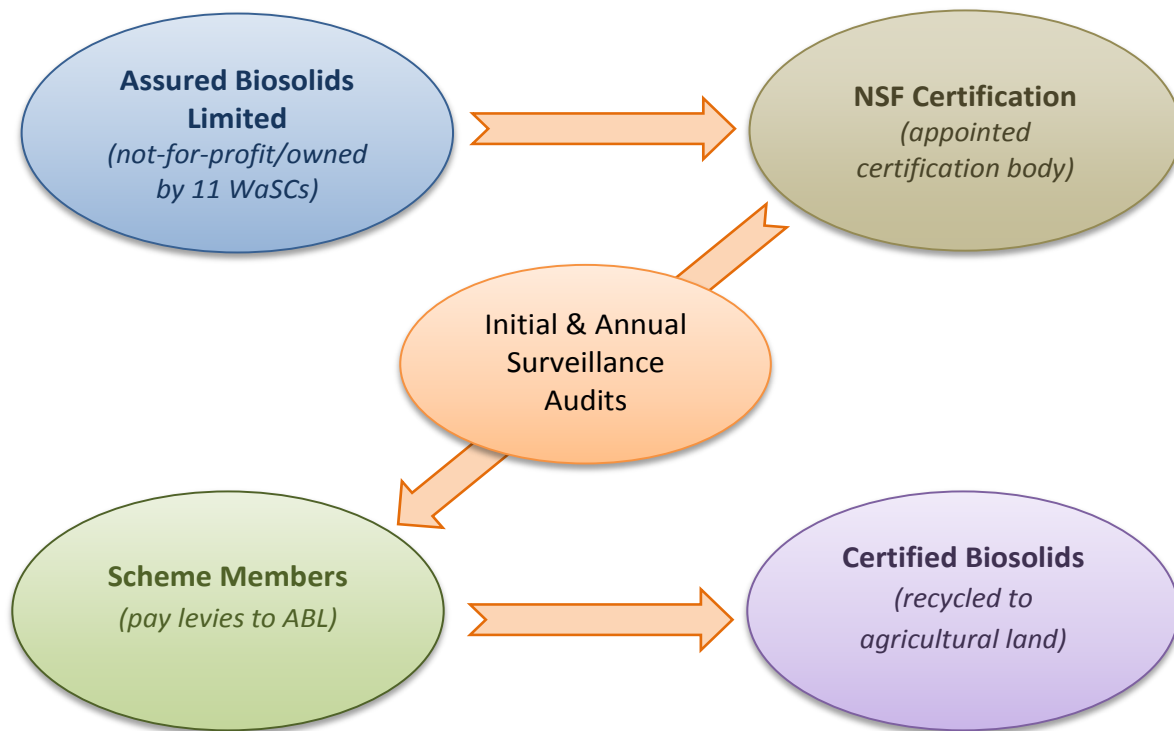 Assured Biosolids
Limited
(not-for-profit/owned
by 11 WaSCs)
NSF Certification
(appointed
certification body)
Initial & Annual
Surveillance
Audits
Scheme Members
(pay levies to ABL)
Certified Biosolids
(recycled to
agricultural land)